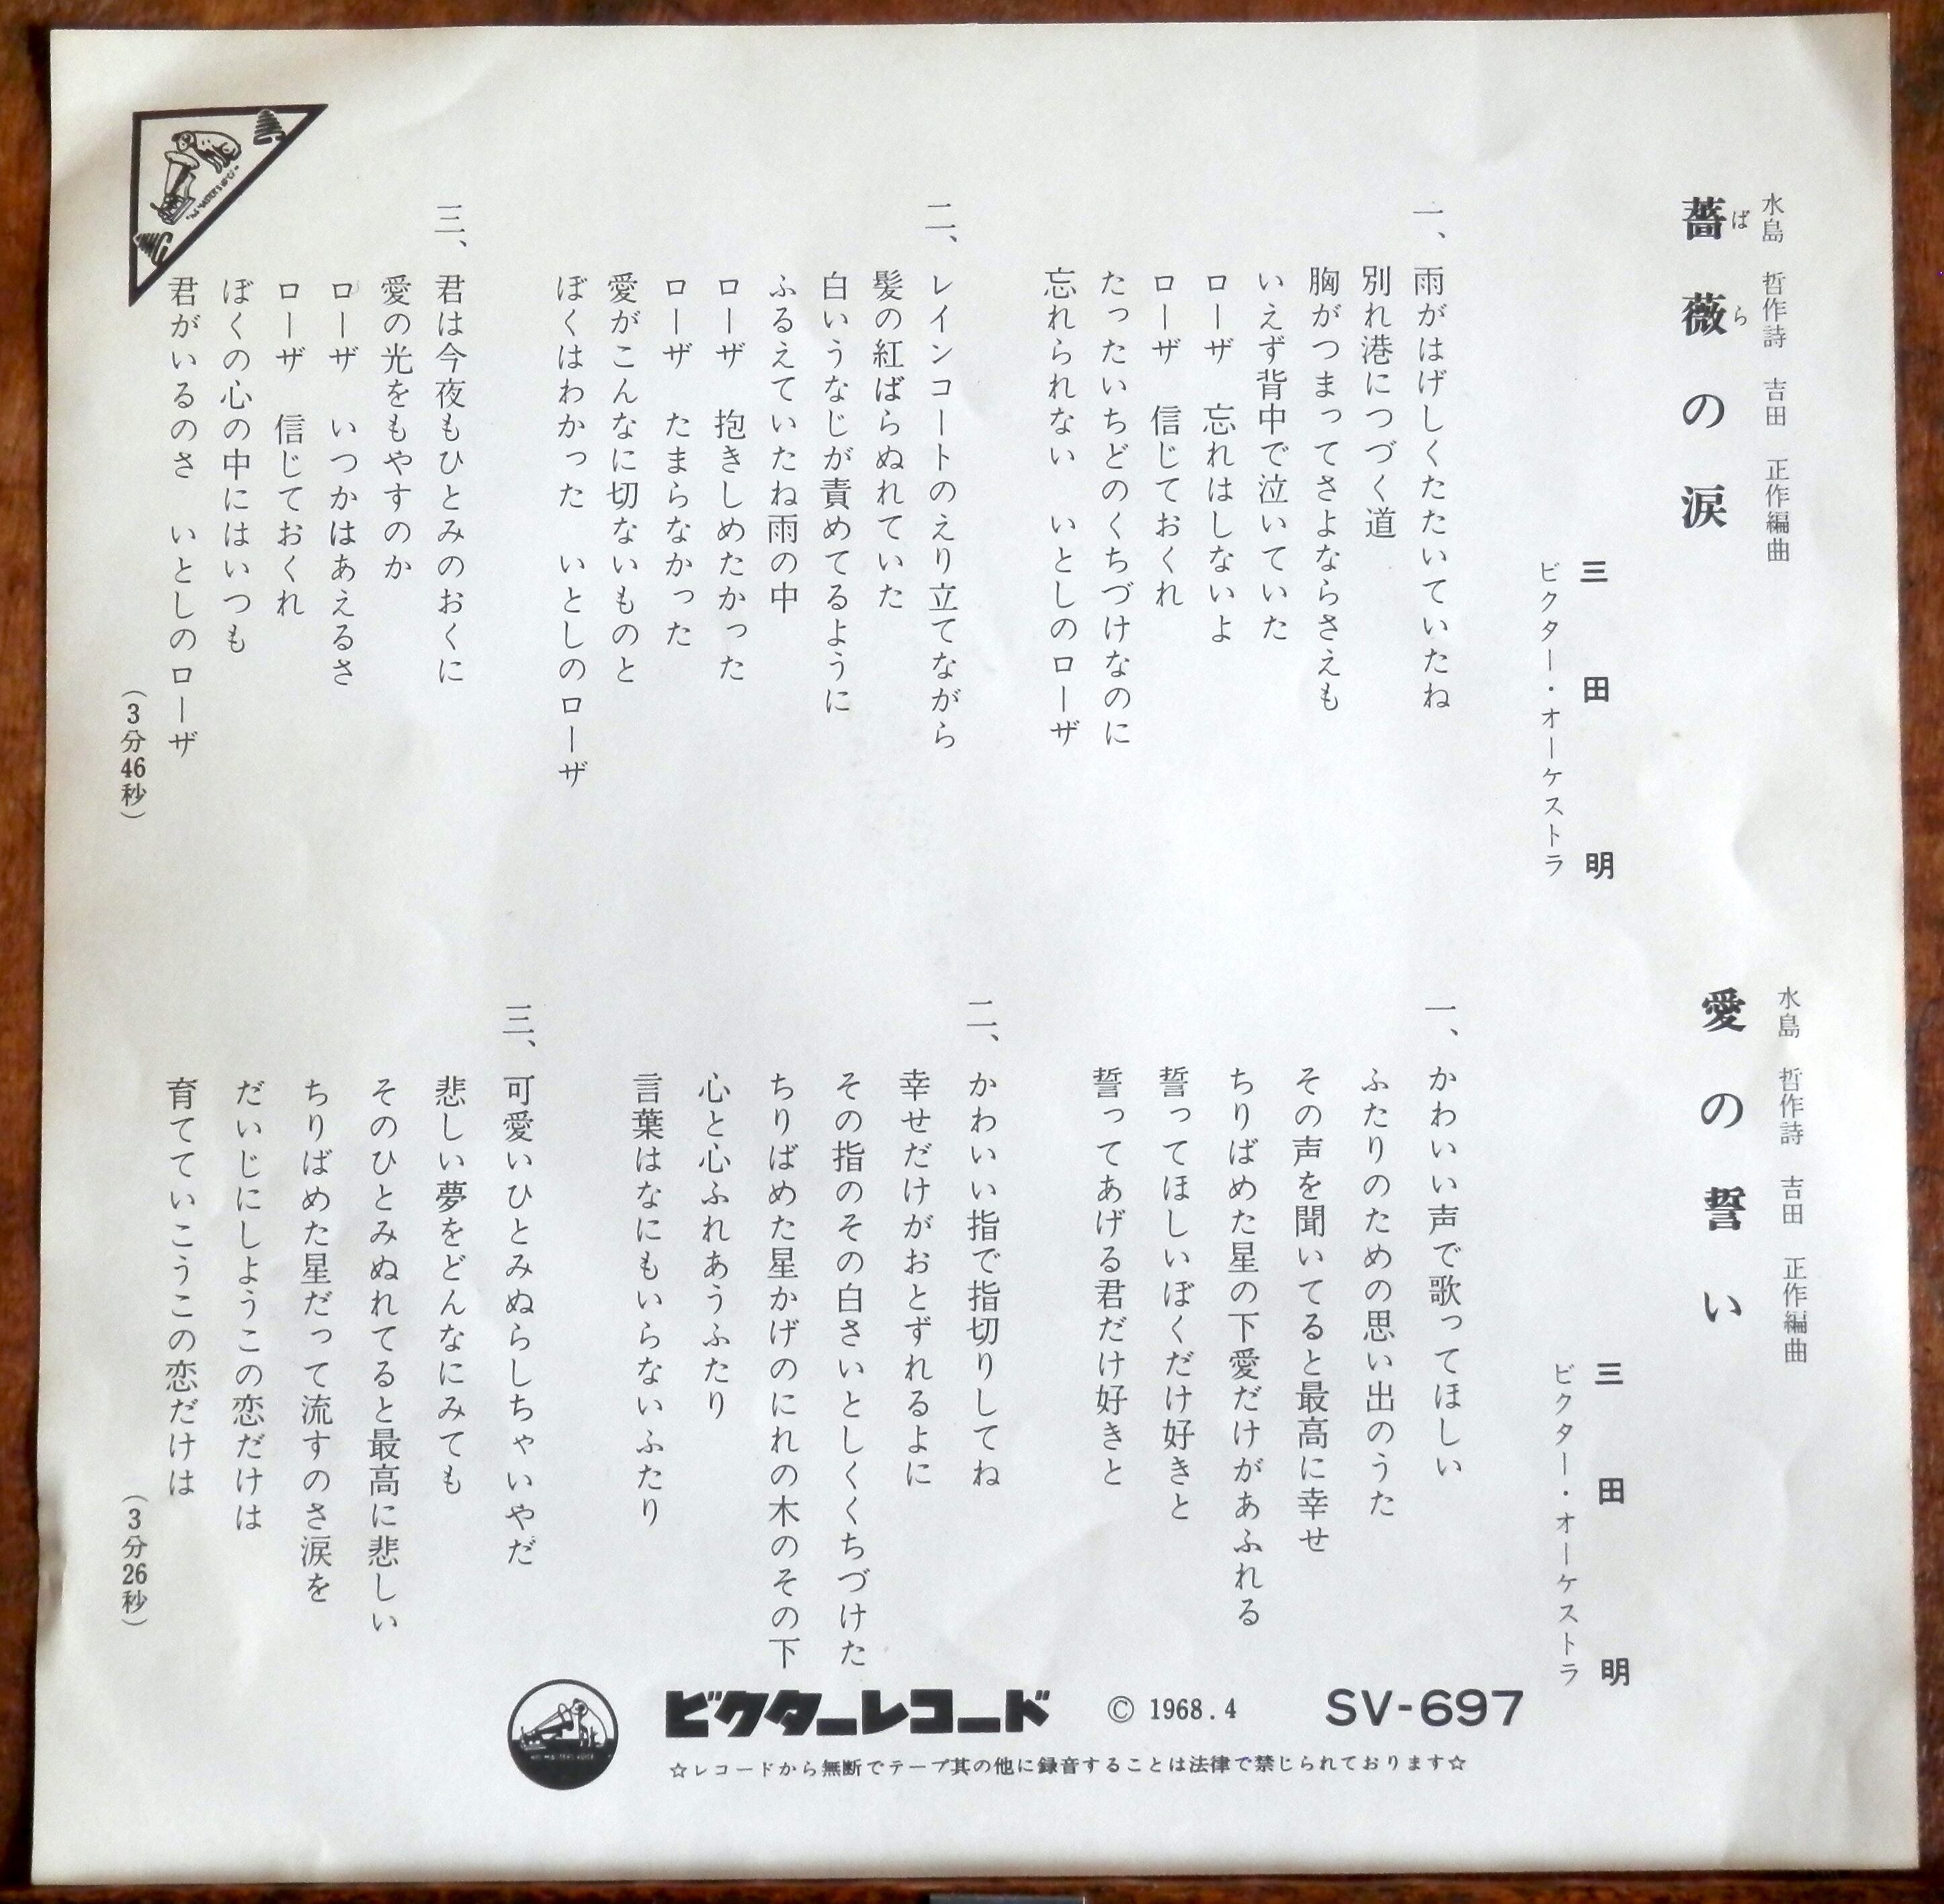 水島 哲作詩 吉田 正作編曲
薔薇の涙
ばら
三田明
ビクター・オーケストラ
一、雨がはげしくたたいていたね
別れ港につづく道
胸がつまってさよならさえも
いえず背中で泣いていた
ローザ 忘れはしないよ
ローザ 信じておくれ
たったいちどのくちづけなのに
忘れられない いとしのローザ
二、レインコートのえり立てながら
髪の紅ばらぬれていた
白いうなじが責めてるように
ふるえていたね雨の中
ローザ 抱きしめたかった
ローザ たまらなかった
愛がこんなに切ないものと
ぼくはわかった いとしのローザ
三、君は今夜もひとみのおくに
愛の光をもやすのか
ローザ いつかはあえるさ
ローザ 信じておくれ
ぼくの心の中にはいつも
君がいるのさ いとしのローザ
(3分46秒)
水島 哲作詩 吉田 正作編曲
愛の誓い
三田明
ビクター・オーケストラ
一、かわいい声で歌ってほしい
ふたりのための思い出のうた
その声を聞いてると最高に幸せ
ちりばめた星の下愛だけがあふれる
誓ってほしいぼくだけ好きと
誓ってあげる君だけ好きと
二、かわいい指で指切りしてね
幸せだけがおとずれるよに
その指のその白さいとしくくちづけた
ちりばめた星かげのにれの木のその下
心と心ふれあうふたり
言葉はなにもいらないふたり
三、可愛いひとみぬらしちゃいやだ
悲しい夢をどんなにみても
そのひとみぬれてると最高に悲しい
ちりばめた星だって流すのさ涙を
だいじにしようこの恋だけは
育てていこうこの恋だけは
(3分26秒)
ビクターレコード © 1968.4 SV-697
☆レコードから無断でテープ其の他に録音することは法律で禁じられております☆